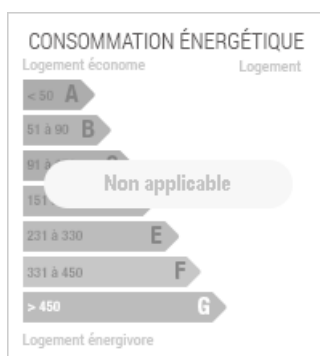 CONSOMMATION ÉNERGÉTIQUE
Logement économe Logement
< 50 A
51 à 90 B
91 à
Non applicable
151
231 à 330 E
331 à 450 F
> 450 G
Logement énergivore